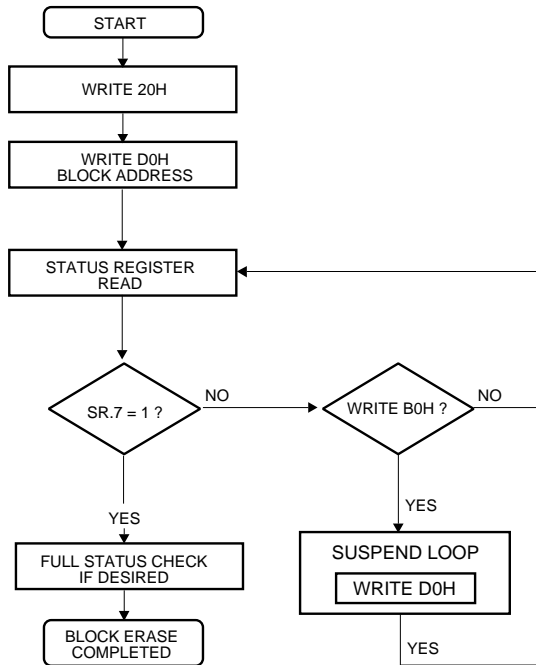 START
WRITE 20H
WRITE D0H
BLOCK ADDRESS
STATUS REGISTER
READ
SR.7 = 1 ?
NO
WRITE B0H ?
NO
YES
YES
FULL STATUS CHECK
IF DESIRED
SUSPEND LOOP
WRITE D0H
BLOCK ERASE
COMPLETED
YES